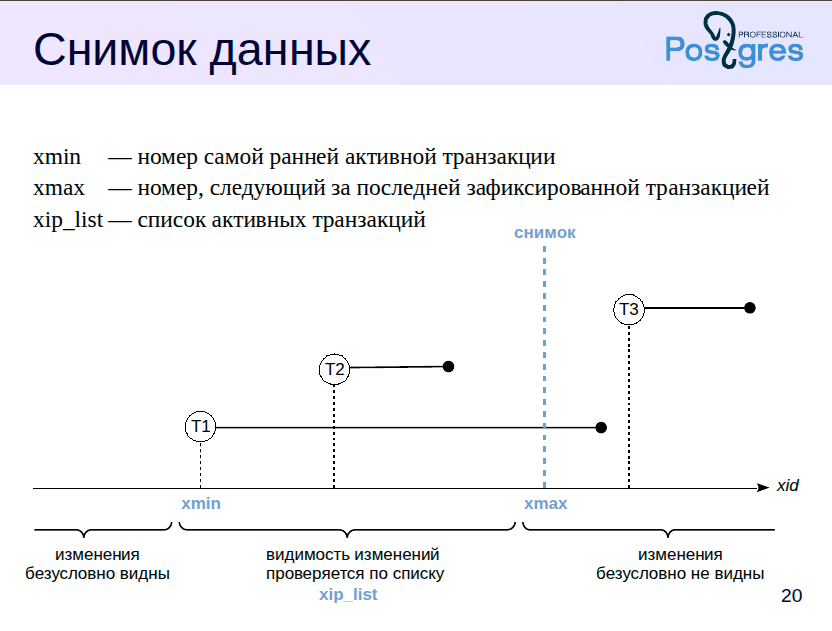 Снимок данных
PROFESSIONAL
Postgres
xmin — номер самой ранней активной транзакции
xmax — номер, следующий за последней зафиксированной транзакцией
xip_list — список активных транзакций
снимок
T3
T2
T1
xid
xmin
xmax
изменения
безусловно видны
видимость изменений
проверяется по списку
xip_list
изменения
безусловно не видны
20